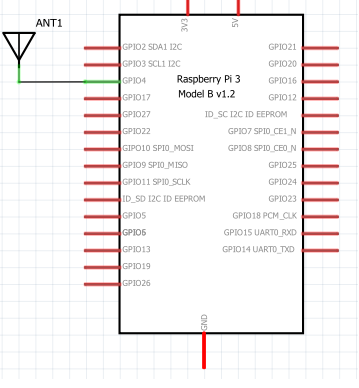 ANT1
3V3
5V
GPIO2 SDA1 I2C
GPIO21
GPIO3 SCL1 I2C
GPIO20
GPIO4
GPIO16
Raspberry Pi 3
Model B v1.2
GPIO17
GPIO12
GPIO27
ID_SC I2C ID EEPROM
GPIO22
GPIO7 SPI0_CE1_N
GIPO10 SPI0_MOSI
GPIO8 SPI0_CE0_N
GPIO9 SPI0_MISO
GPIO25
GPIO11 SPI0_SCLK
GPIO24
ID_SD I2C ID EEPROM
GPIO23
GPIO5
GPIO18 PCM_CLK
GPIO6
GPIO15 UART0_RXD
GPIO13
GPIO14 UART0_TXD
GPIO19
GPIO26
GND